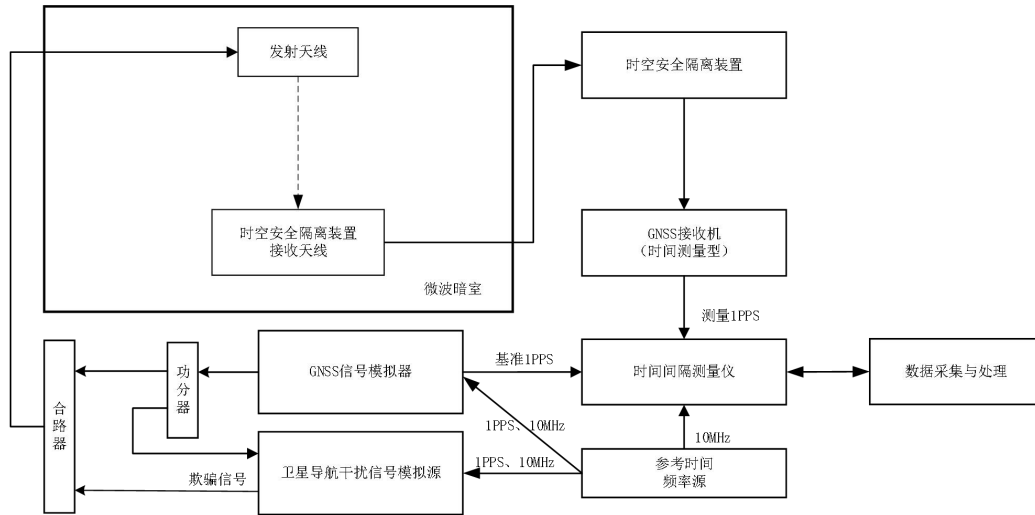 发射天线
时空安全隔离装置
时空安全隔离装置
接收天线
GNSS接收机
（时间测量型）
微波暗室
测量1PPS
功分器
GNSS信号模拟器
基准1PPS
时间间隔测量仪
数据采集与处理
合路器
1PPS、10MHz
10MHz
卫星导航干扰信号模拟源
1PPS、10MHz
参考时间
频率源
欺骗信号